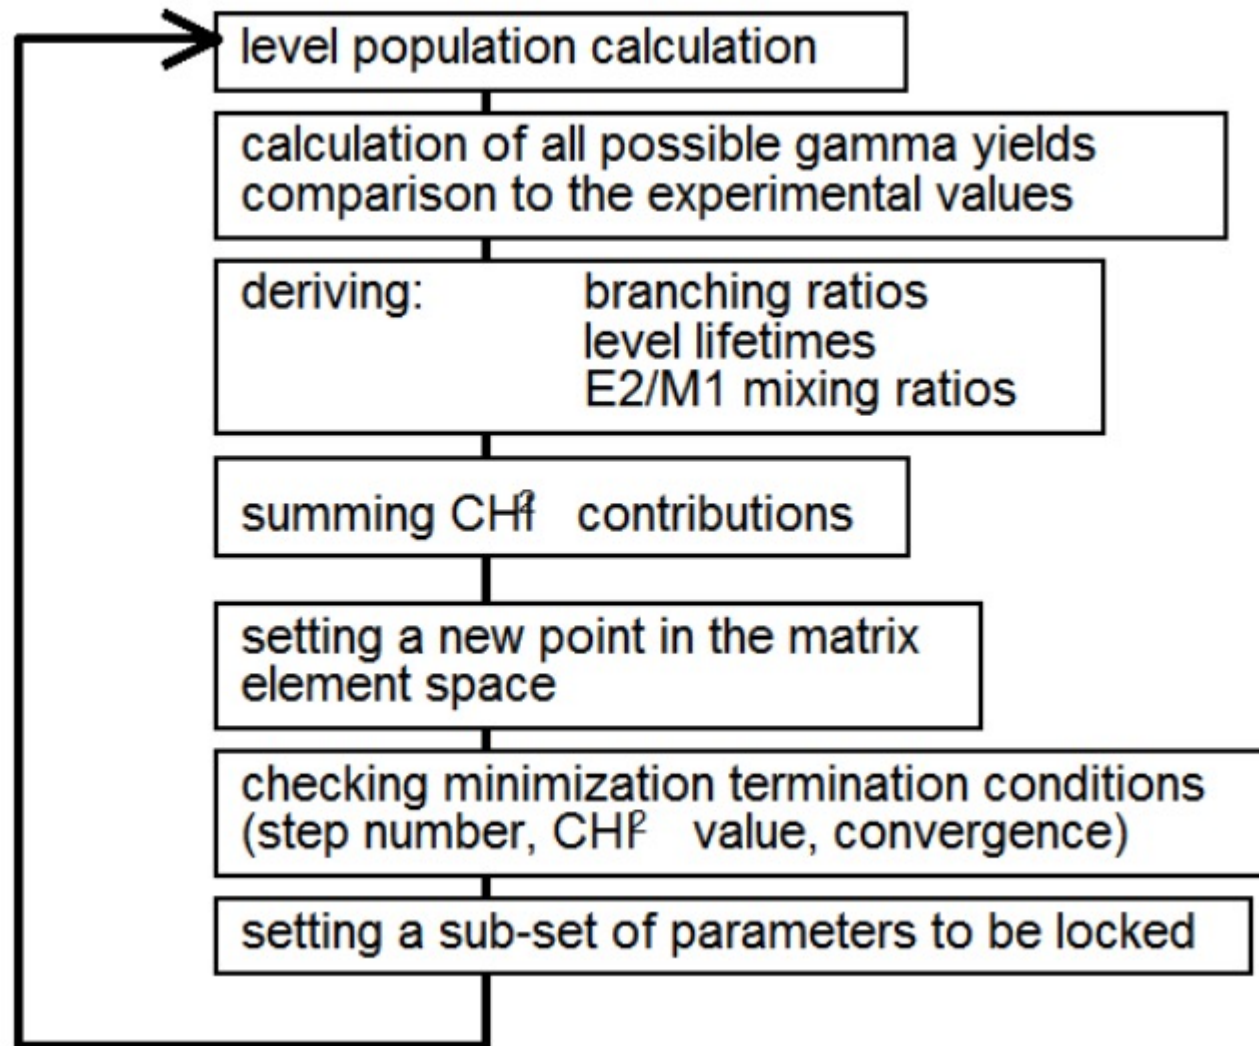 level population calculation
calculation of all possible gamma yields
comparison to the experimental values
deriving: branching ratios
level lifetimes
E2/M1 mixing ratios
summing CHI² contributions
setting a new point in the matrix
element space
checking minimization termination conditions
(step number, CHI² value, convergence)
setting a sub-set of parameters to be locked